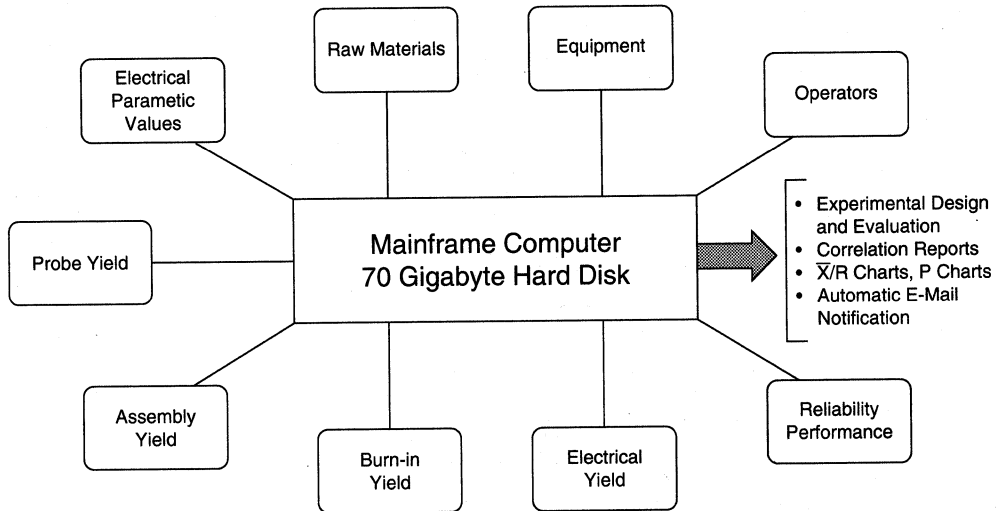 Raw Materials
Equipment
Electrical
Parametic
Values
Operators
Probe Yield
Mainframe Computer
70 Gigabyte Hard Disk
• Experimental Design
and Evaluation
• Correlation Reports
• X̅/R Charts, P Charts
• Automatic E-Mail
Notification
Assembly
Yield
Burn-in
Yield
Electrical
Yield
Reliability
Performance